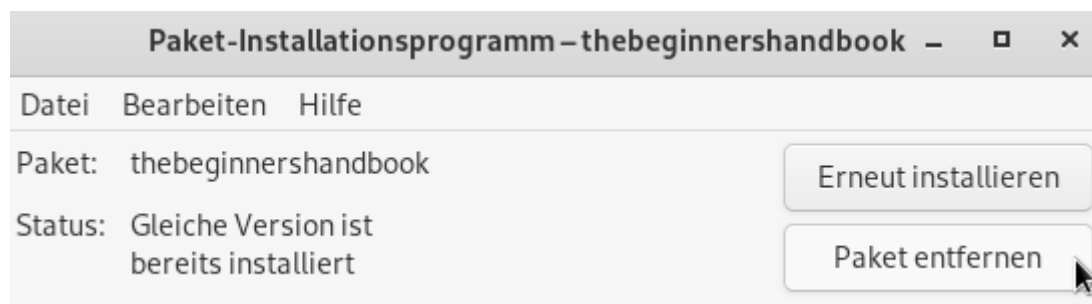 Paket-Installationsprogramm – thebeginnershandbook
Datei Bearbeiten Hilfe
Paket: thebeginnershandbook
Erneut installieren
Status: Gleiche Version ist
bereits installiert
Paket entfernen